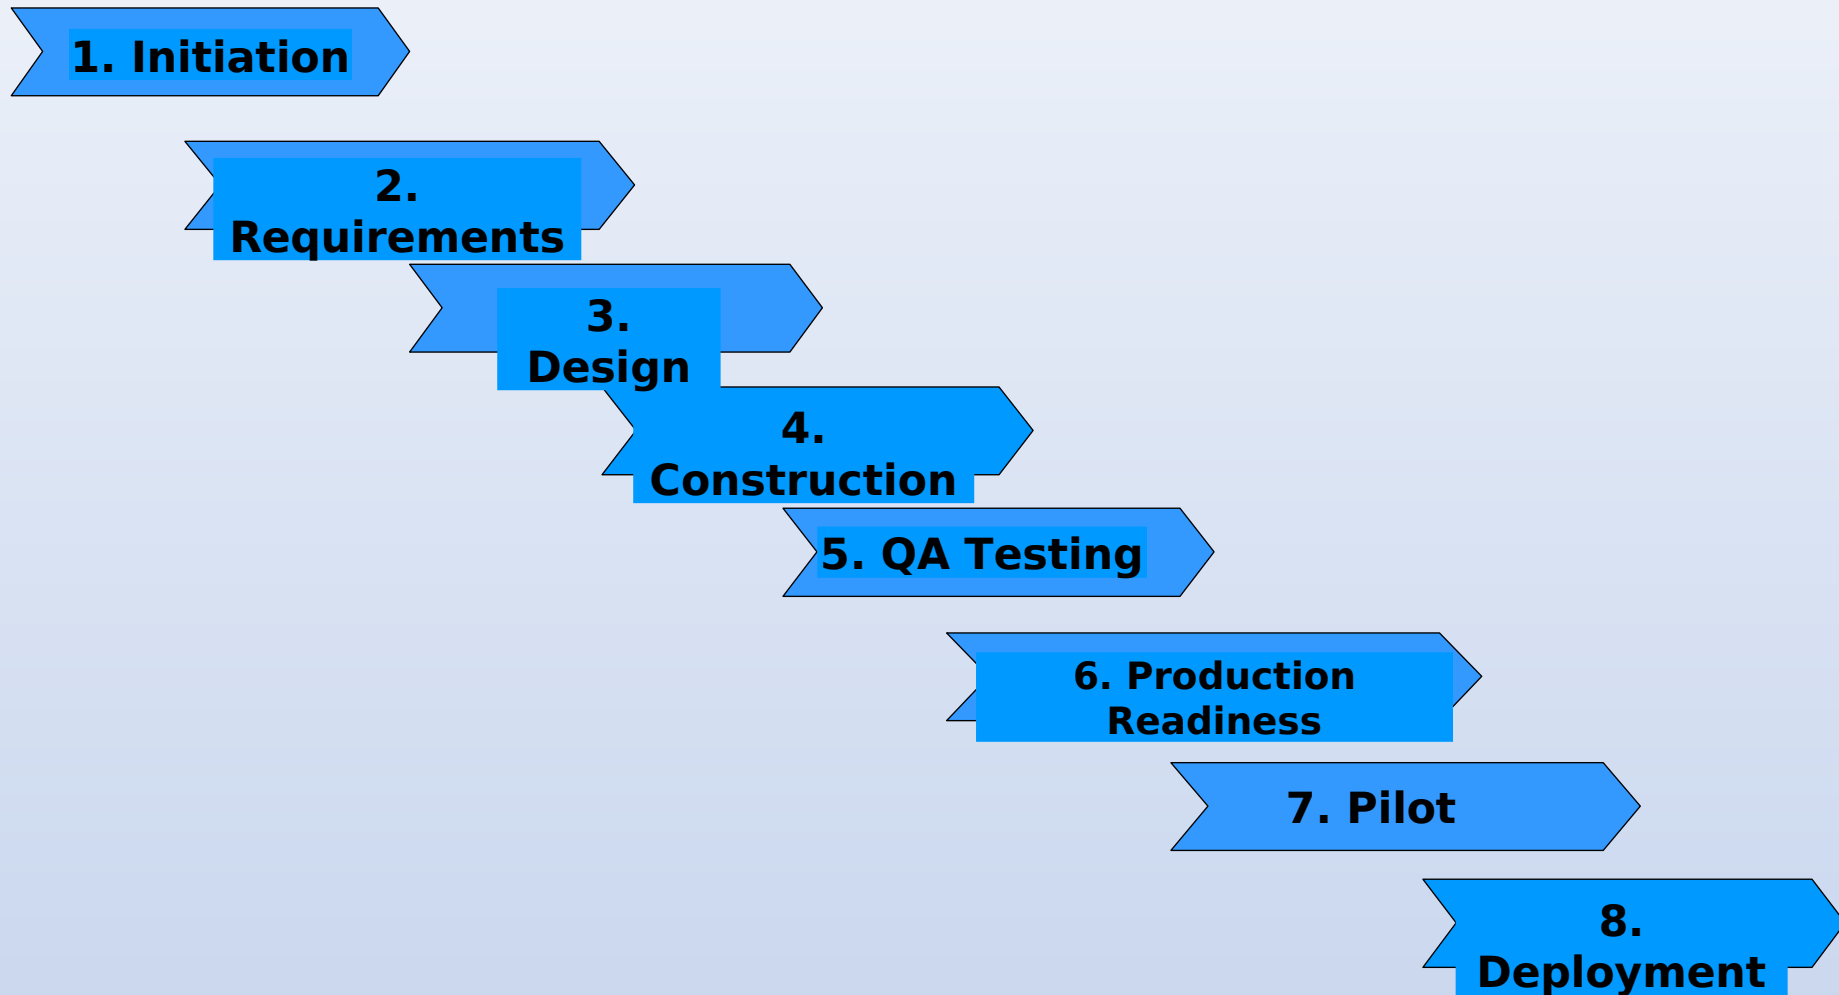 1. Initiation
2.
Requirements
3.
Design
4.
Construction
5. QA Testing
6. Production
Readiness
7. Pilot
8.
Deployment